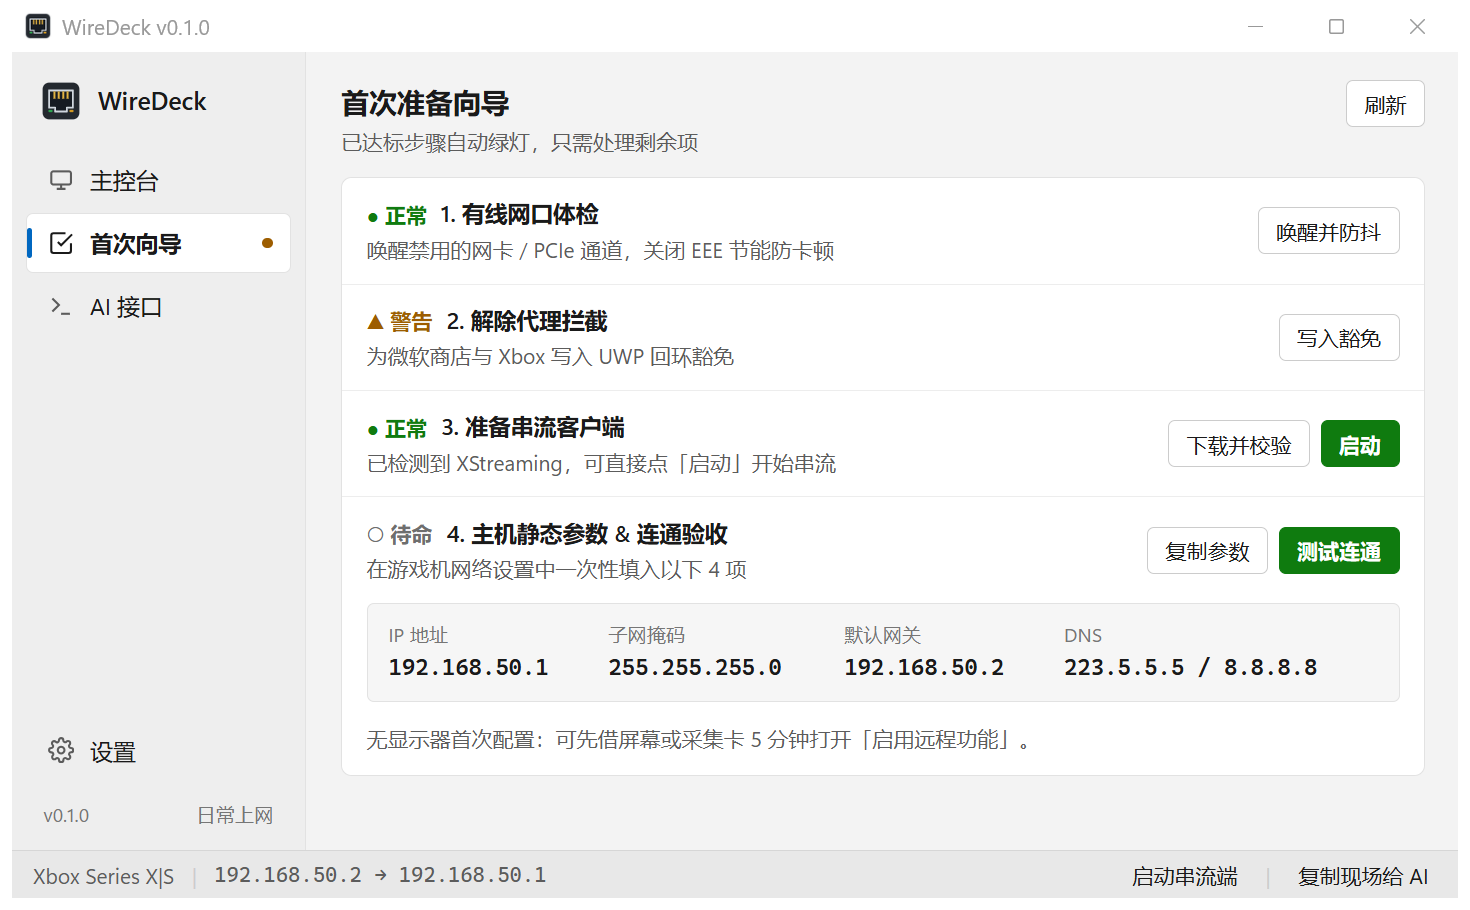 WireDeck v0.1.0
WireDeck
主控台
首次向导
AI 接口
设置
v0.1.0 日常上网
首次准备向导
已达标步骤自动绿灯，只需处理剩余项
刷新
● 正常 1. 有线网口体检
唤醒禁用的网卡 / PCIe 通道，关闭 EEE 节能防卡顿
唤醒并防抖
▲ 警告 2. 解除代理拦截
为微软商店与 Xbox 写入 UWP 回环豁免
写入豁免
● 正常 3. 准备串流客户端
已检测到 XStreaming，可直接点「启动」开始串流
下载并校验 启动
○ 待命 4. 主机静态参数 & 连通验收
在游戏机网络设置中一次性填入以下 4 项
复制参数 测试连通
IP 地址 子网掩码 默认网关 DNS
192.168.50.1 255.255.255.0 192.168.50.2 223.5.5.5 / 8.8.8.8
无显示器首次配置：可先借屏幕或采集卡 5 分钟打开「启用远程功能」。
Xbox Series X|S | 192.168.50.2 → 192.168.50.1 启动串流端 | 复制现场给 AI